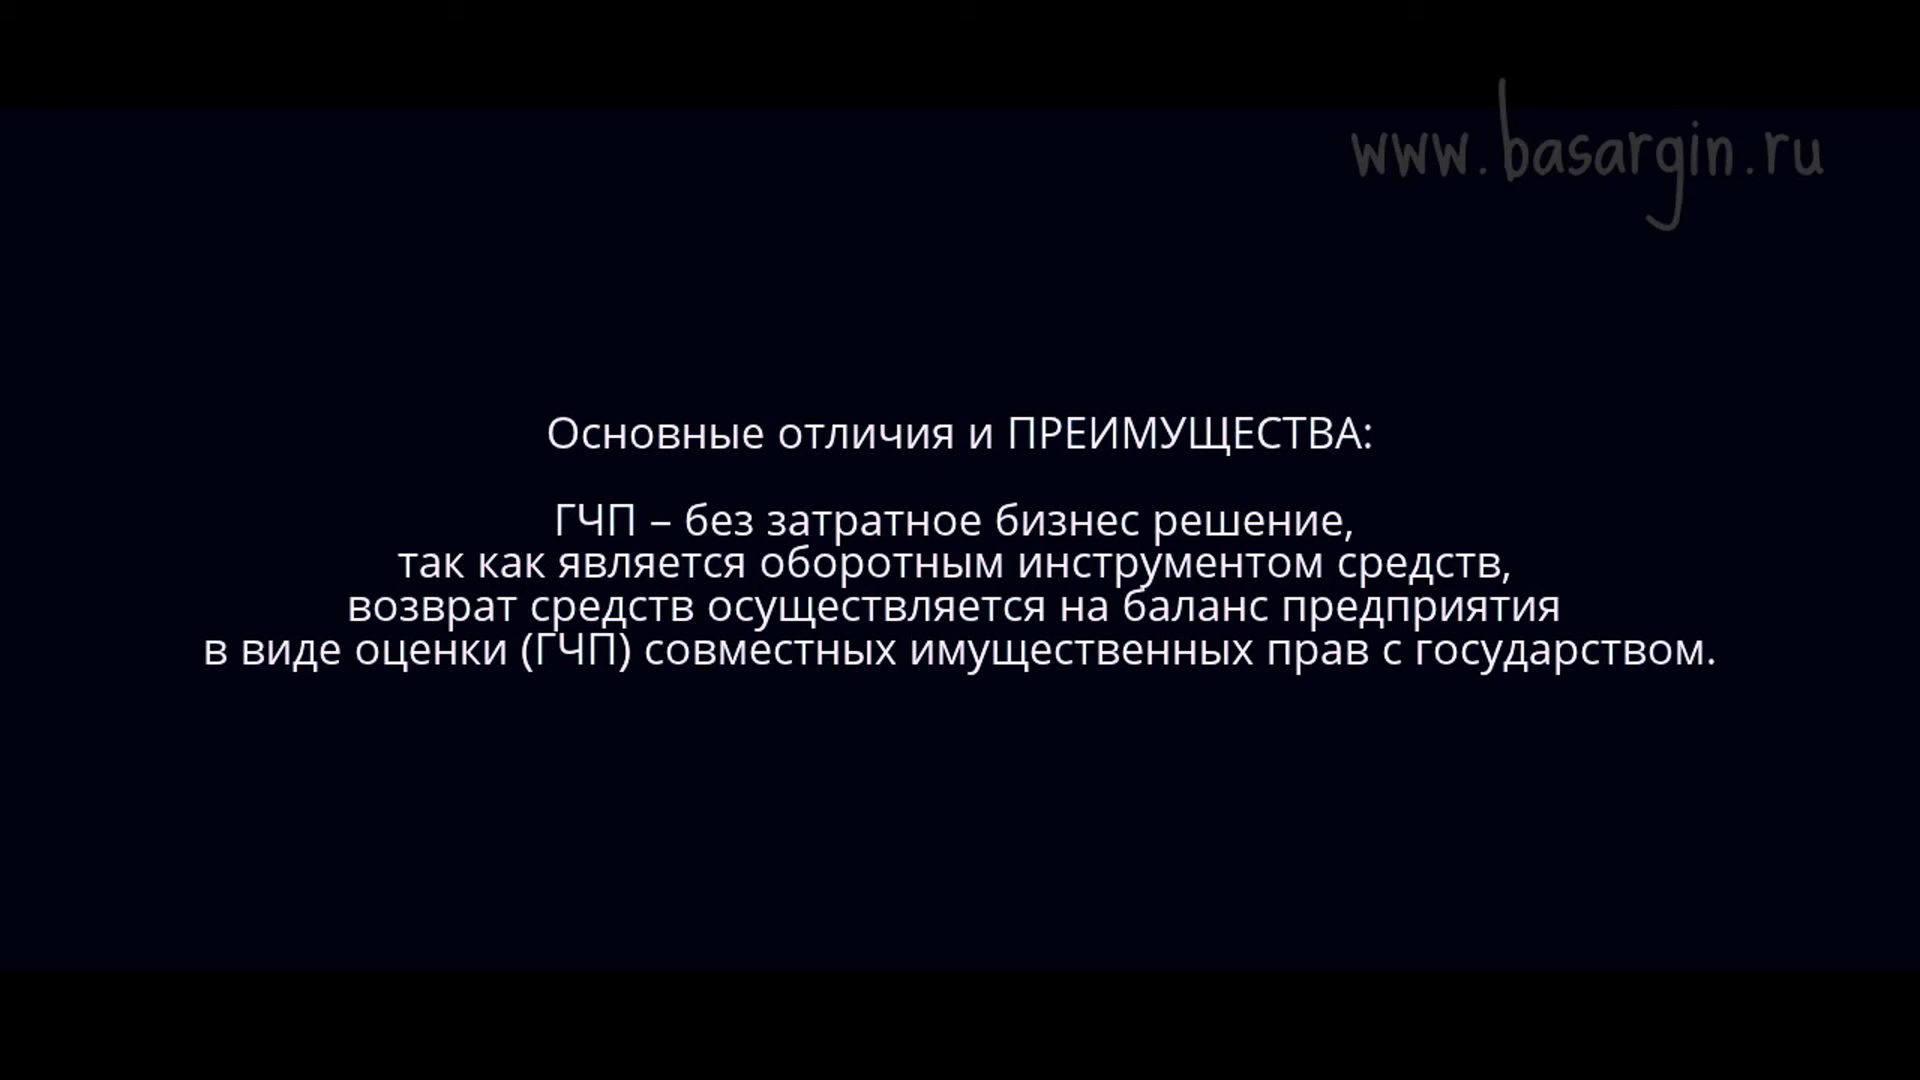 www.basargin.ru
Основные отличия и ПРЕИМУЩЕСТВА:
ГЧП – без затратное бизнес решение,
так как является оборотным инструментом средств,
возврат средств осуществляется на баланс предприятия
в виде оценки (ГЧП) совместных имущественных прав с государством.